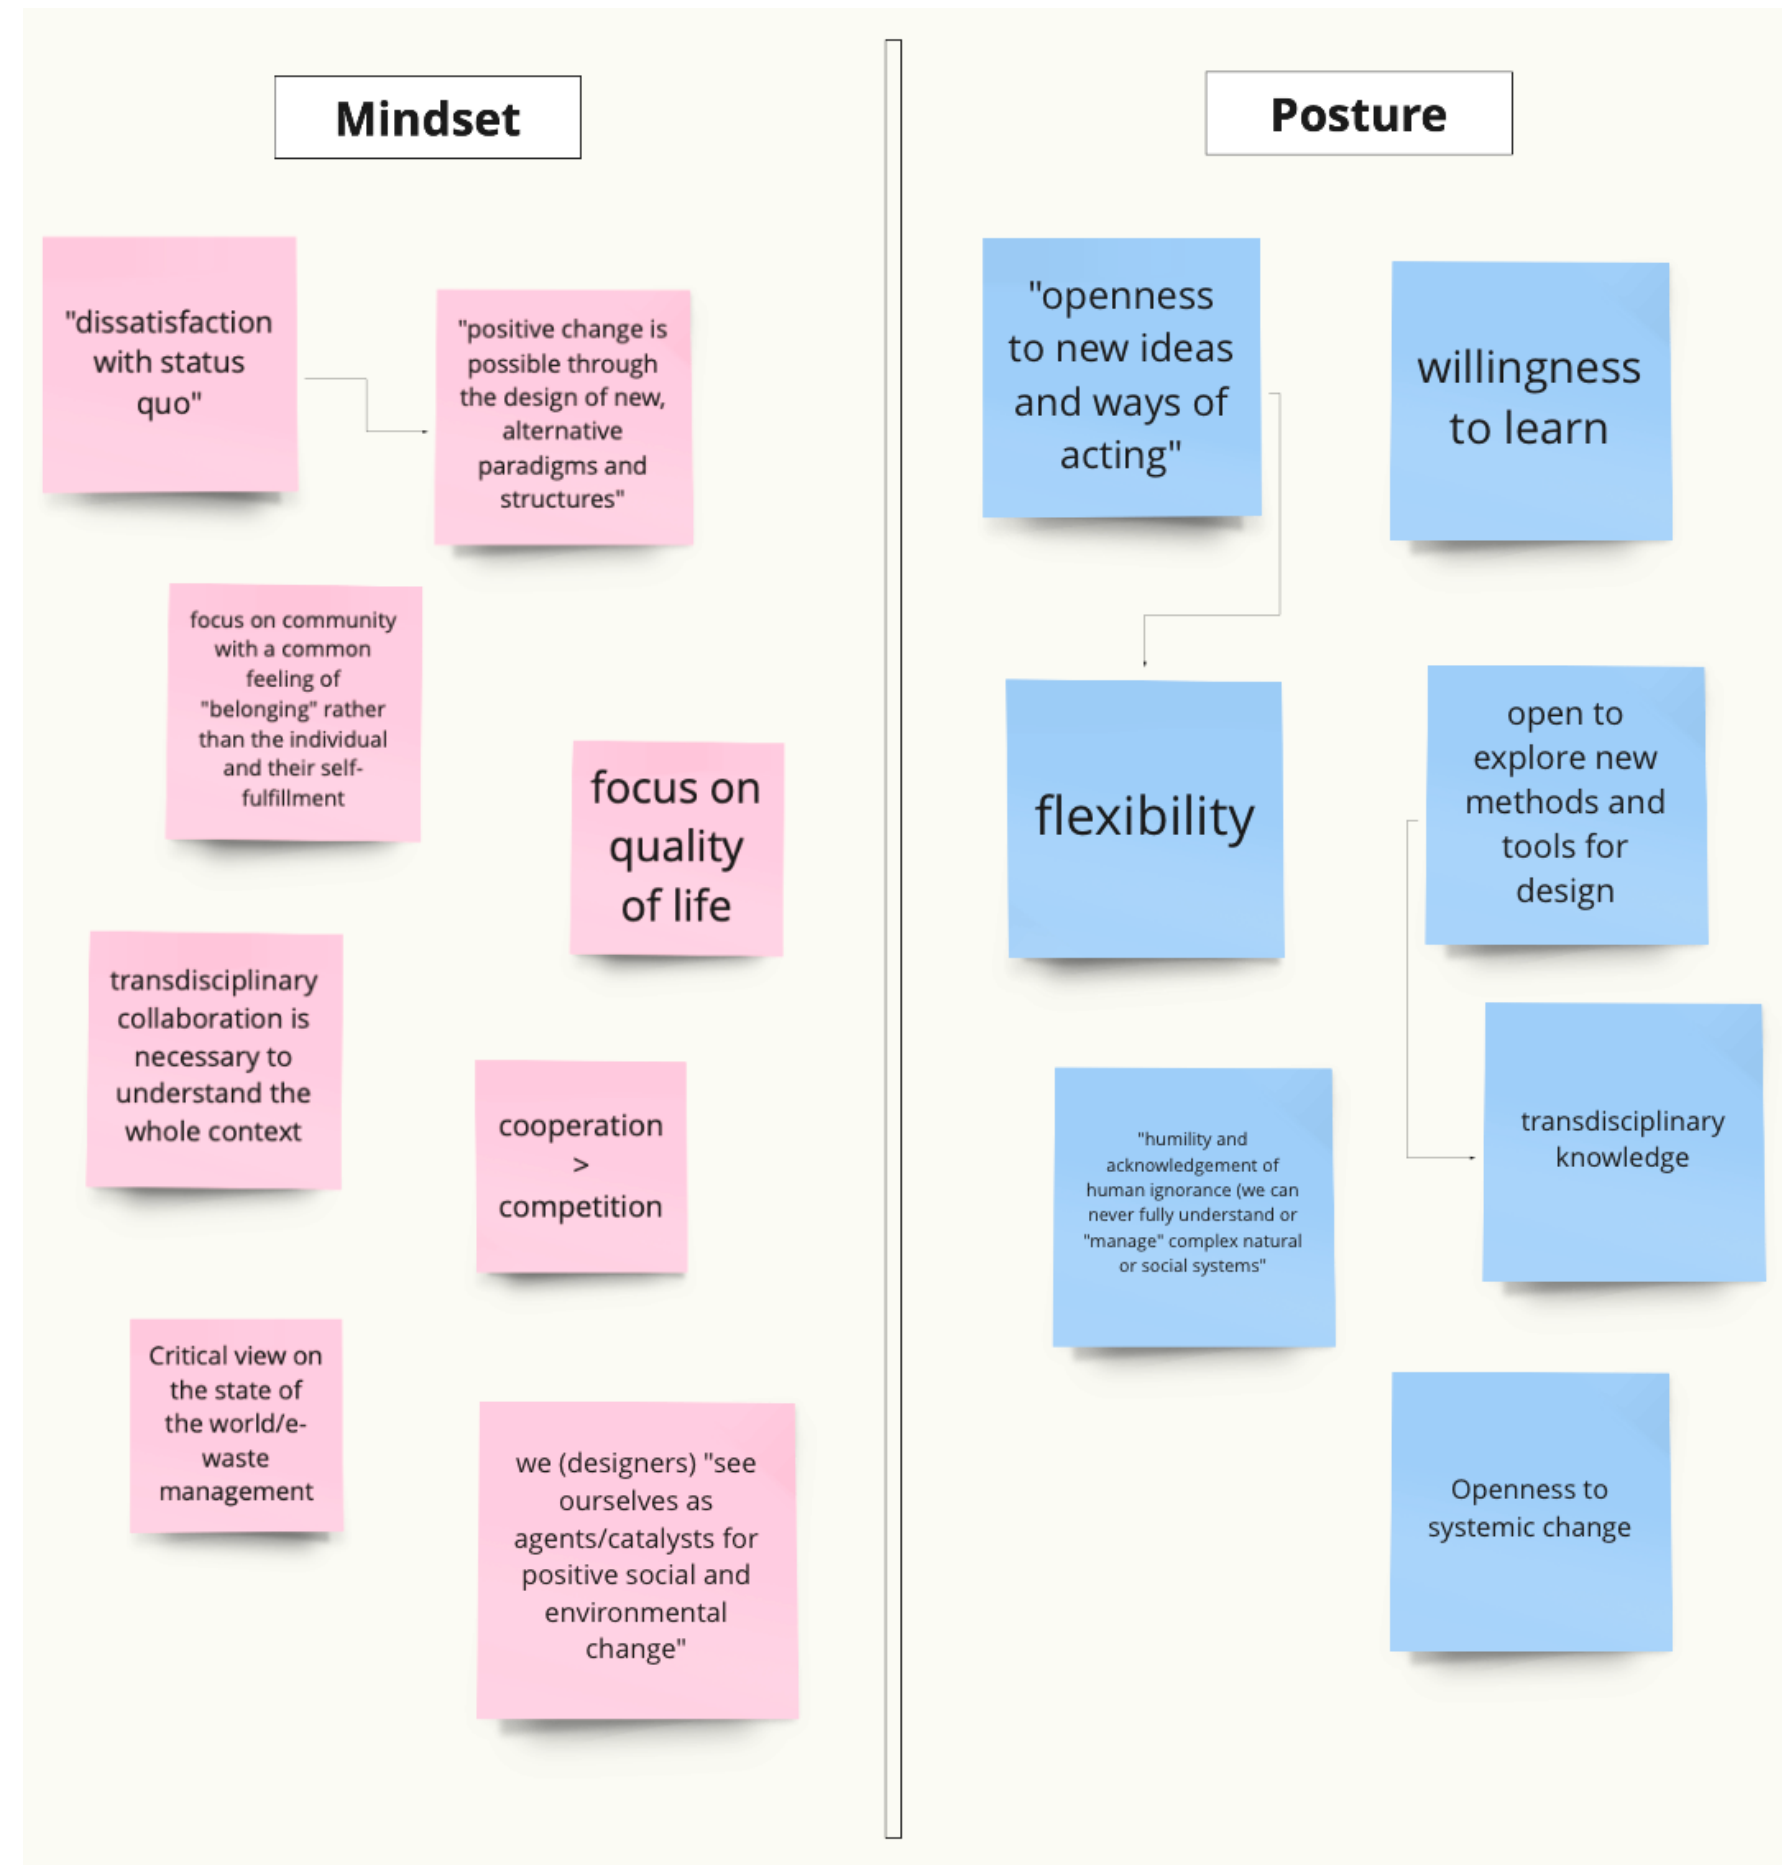 Mindset
"dissatisfaction
with status
quo"
"positive change is
possible through
the design of new,
alternative
paradigms and
structures"
focus on community
with a common
feeling of
"belonging" rather
than the individual
and their self-
fulfillment
focus on
quality
of life
transdisciplinary
collaboration is
necessary to
understand the
whole context
cooperation
>
competition
Critical view on
the state of
the world/e-
waste
management
we (designers) "see
ourselves as
agents/catalysts for
positive social and
environmental
change"
Posture
"openness
to new ideas
and ways of
acting"
willingness
to learn
flexibility
open to
explore new
methods and
tools for
design
"humility and
acknowledgement of
human ignorance (we can
never fully understand or
"manage" complex natural
or social systems"
transdisciplinary
knowledge
Openness to
systemic change